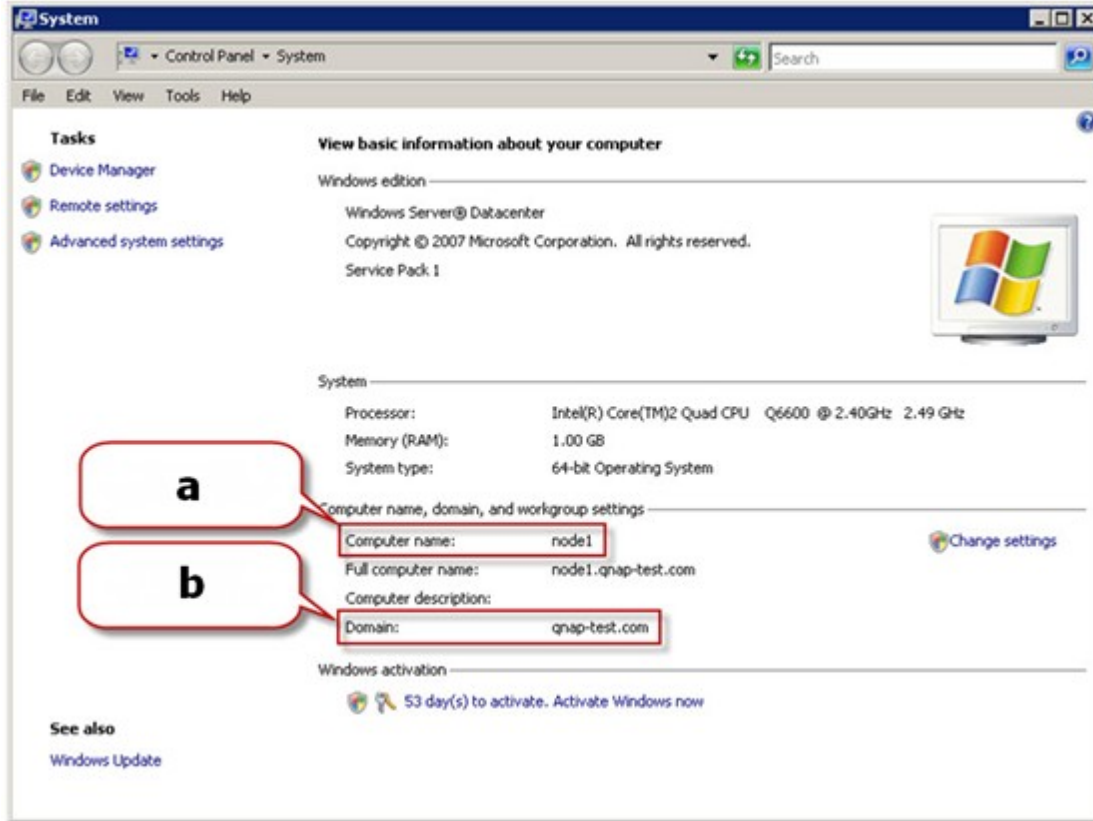 System
Control Panel System
Search
File Edit View Tools Help
Tasks
Device Manager
Remote settings
Advanced system settings
View basic information about your computer
Windows edition
Windows Server® Datacenter
Copyright © 2007 Microsoft Corporation. All rights reserved.
Service Pack 1
System
Processor: Intel(R) Core(TM)2 Quad CPU Q6600 @ 2.40GHz 2.49 GHz
Memory (RAM): 1.00 GB
System type: 64-bit Operating System
a
Computer name, domain, and workgroup settings
Computer name: node1
Change settings
Full computer name: node1.qnap-test.com
b
Computer description:
Domain: qnap-test.com
Windows activation
53 day(s) to activate. Activate Windows now
See also
Windows Update